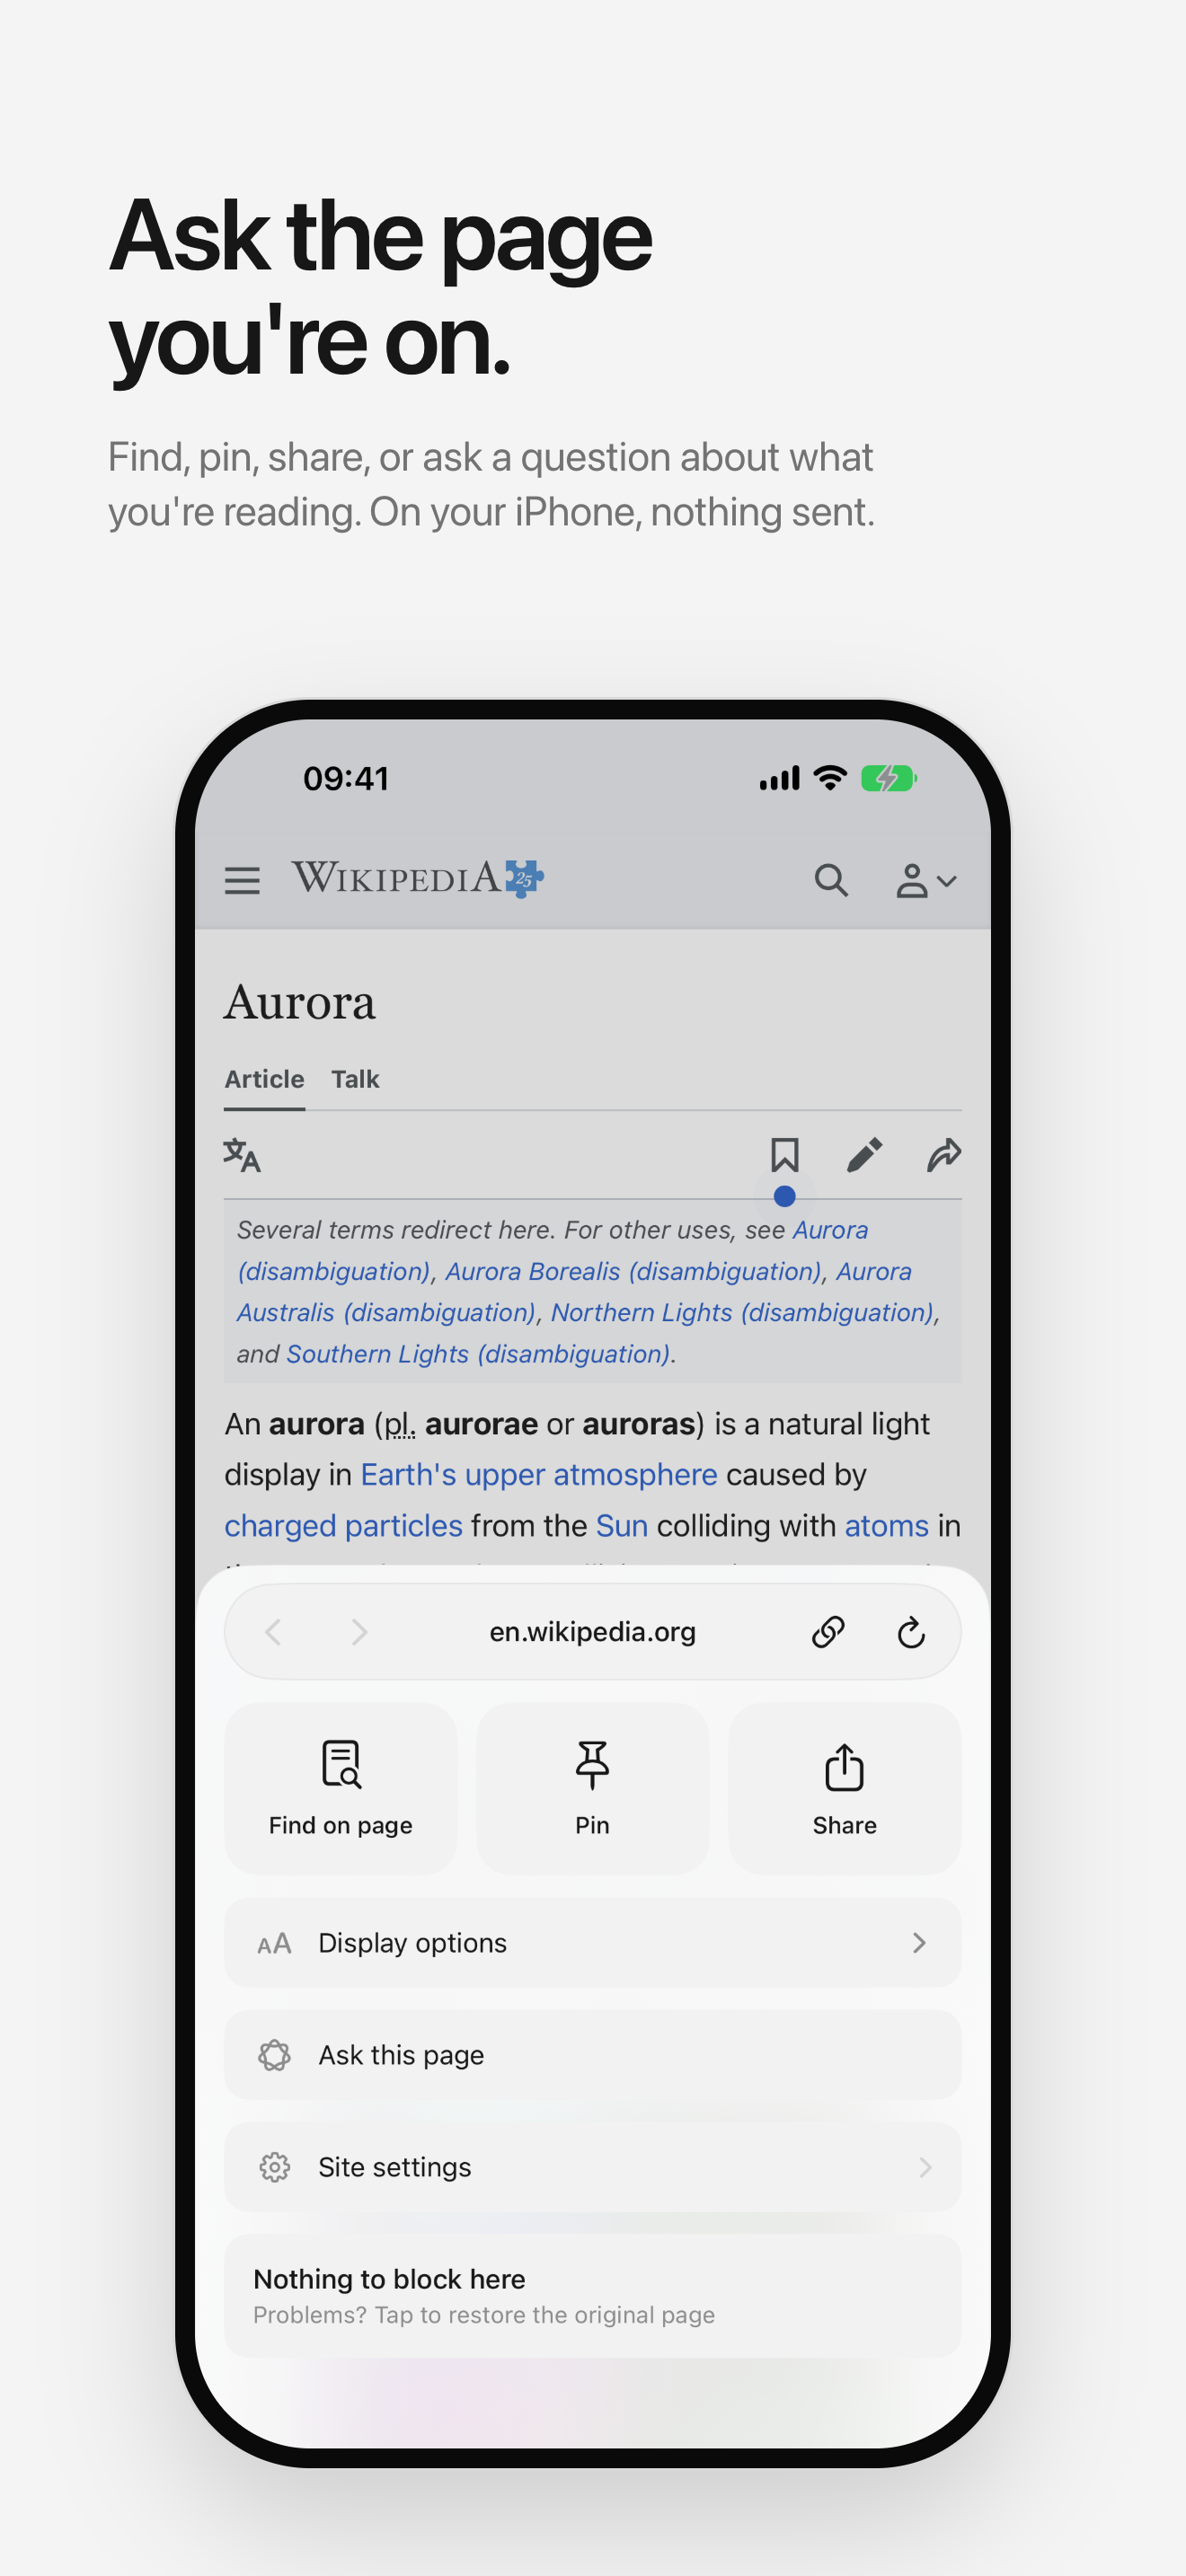 Ask the page
you're on.
Find, pin, share, or ask a question about what
you're reading. On your iPhone, nothing sent.
09:41
WIKIPEDIA 25
Aurora
Article Talk
Several terms redirect here. For other uses, see Aurora
(disambiguation), Aurora Borealis (disambiguation), Aurora
Australis (disambiguation), Northern Lights (disambiguation),
and Southern Lights (disambiguation).
An aurora (pl. aurorae or auroras) is a natural light
display in Earth's upper atmosphere caused by
charged particles from the Sun colliding with atoms in
en.wikipedia.org
Find on page
Pin
Share
AA Display options
Ask this page
Site settings
Nothing to block here
Problems? Tap to restore the original page